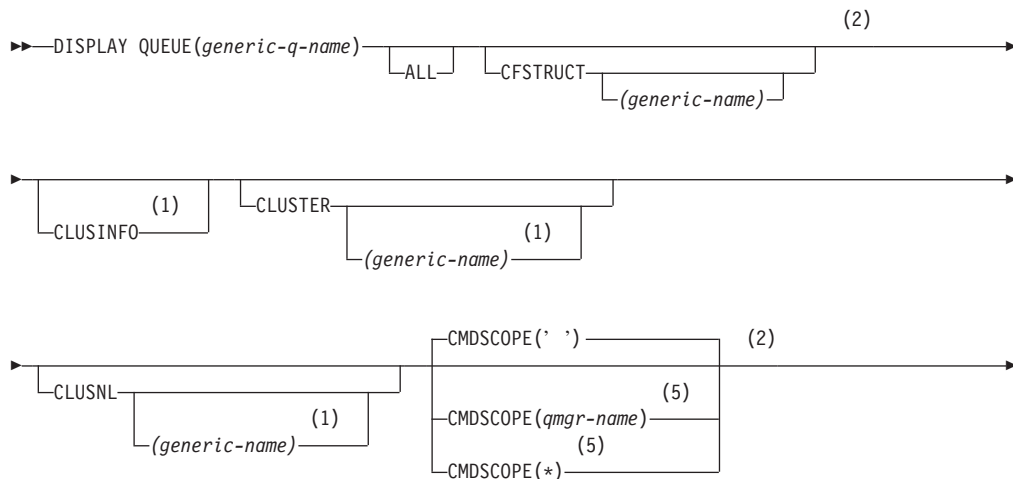 (2)
DISPLAY QUEUE(generic-q-name)
ALL
CFSTRUCT
(generic-name)
(1)
CLUSINFO
CLUSTER
(1)
(generic-name)
CMDSCOPE(’ ’)
(2)
CLUSNL
(1)
(generic-name)
(5)
CMDSCOPE(qmgr-name)
(5)
CMDSCOPE(*)